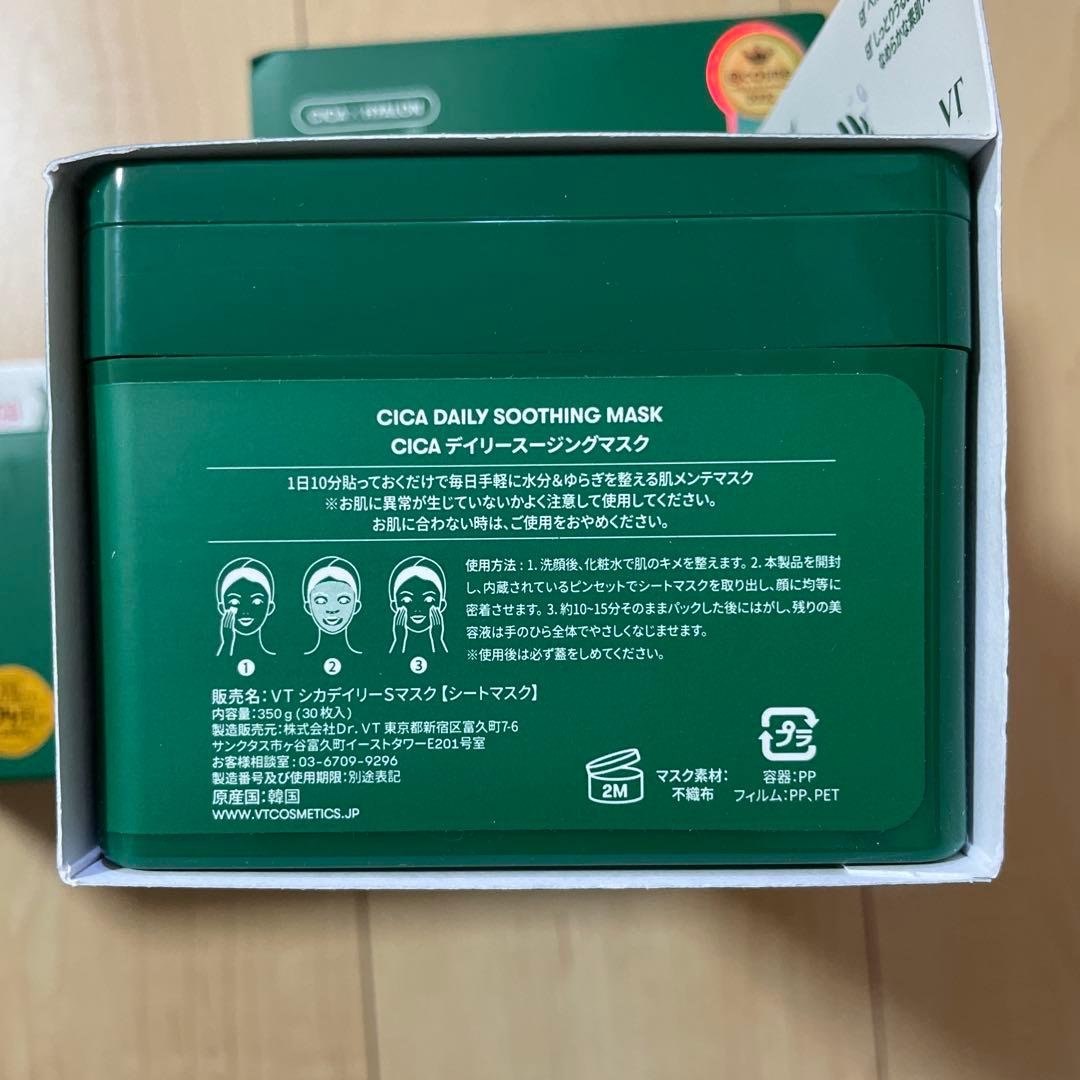 CICA
しっとりうる
なめらかな素肌へ
VT
CICA DAILY SOOTHING MASK
CICA デイリースージングマスク
1日10分貼っておくだけで毎日手軽に水分&ゆらぎを整える肌メンテマスク
※お肌に異常が生じていないかよく注意して使用してください。
お肌に合わない時は、ご使用をおやめください。
使用方法 : 1. 洗顔後、化粧水で肌のキメを整えます。2. 本製品を開封
し、内蔵されているピンセットでシートマスクを取り出し、顔に均等に
密着させます。3. 約10~15分そのままパックした後にはがし、残りの美
容液は手のひら全体でやさしくなじませます。
※使用後は必ず蓋をしめてください。
1 2 3
販売名:VT シカデイリーSマスク【シートマスク】
内容量:350g (30枚入)
製造販売元:株式会社Dr. VT 東京都新宿区富久町7-6
サンクタス市ヶ谷富久町イーストタワーE201号室
お客様相談室 : 03-6709-9296
製造番号及び使用期限:別途表記
原産国:韓国
WWW.VTCOSMETICS.JP
2M
マスク素材:
不織布
プラ
容器:PP
フィルム:PP、PET